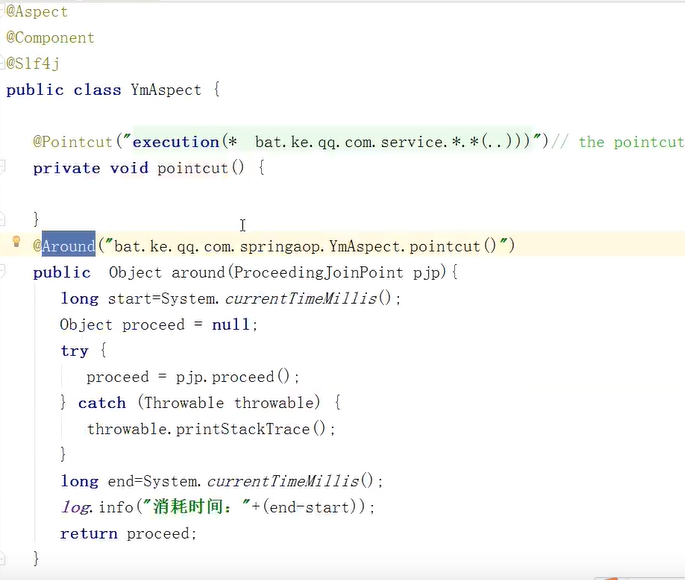 @Aspect
@Component
@Slf4j
public class YmAspect {
@Pointcut("execution(*  bat.ke.qq.com.service.*.*(..)))")// the pointcut
private void pointcut() {
}
@Around("bat.ke.qq.com.springaop.YmAspect.pointcut()")
public  Object around(ProceedingJoinPoint pjp){
long start=System.currentTimeMillis();
Object proceed = null;
try {
proceed = pjp.proceed();
} catch (Throwable throwable) {
throwable.printStackTrace();
}
long end=System.currentTimeMillis();
log.info("消耗时间："+(end-start));
return proceed;
}